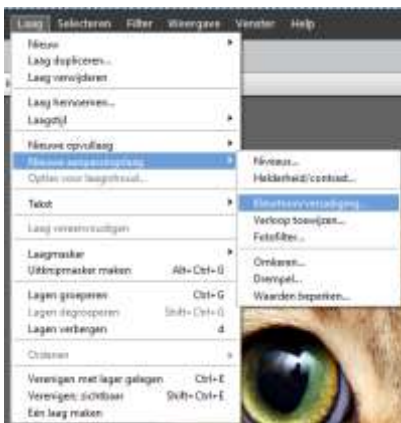 Laag Selecteren Filter Weergave Venster Help
Nieuw
Laag dupliceren...
Laag verwijderen
Laag hernoemen...
Laagstijl
Nieuwe opvullaag
Nieuwe aanpassingslaag
Opties voor laaginhoud...
Tekst
Laag vereenvoudigen
Laagmasker
Uitknipmasker maken Alt+Ctrl+G
Lagen groeperen Ctrl+G
Lagen degroeperen Shift+Ctrl+G
Lagen verbergen
Ordenen
Verenigen met lager gelegen Ctrl+E
Verenigen, zichtbaar Shift+Ctrl+E
Eén laag maken
Niveaus...
Helderheid/contrast...
Kleurtoon/verzadiging...
Verloop toewijzen...
Fotofilter...
Omkeren...
Drempel...
Waarden beperken...